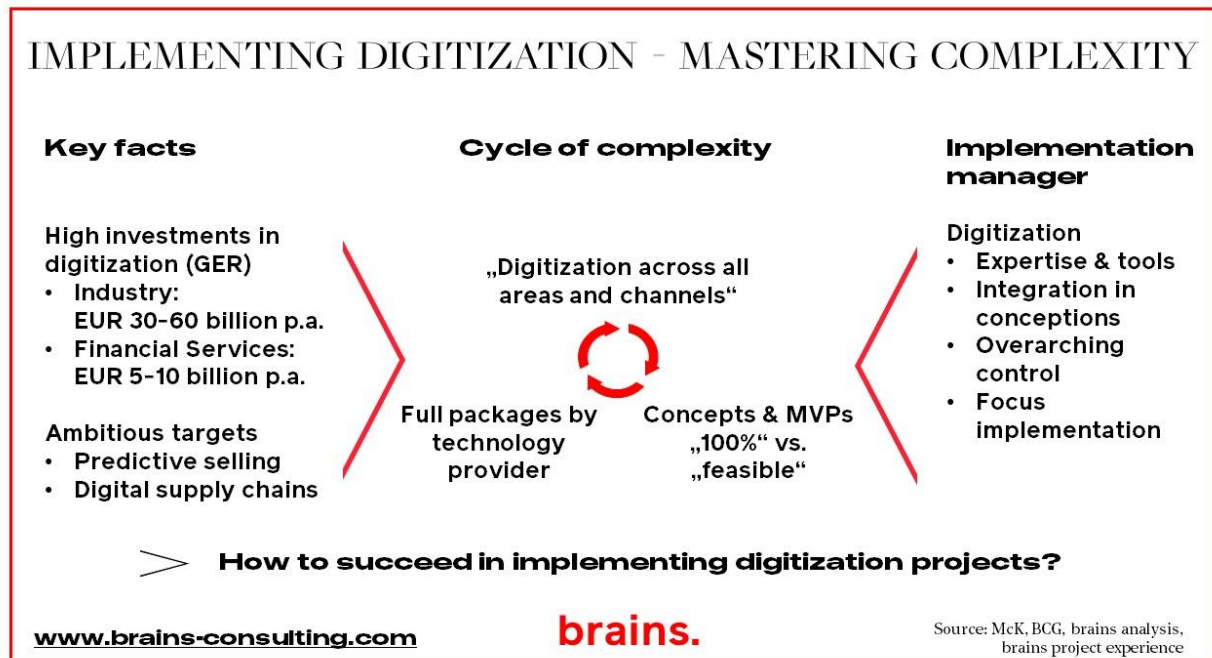 IMPLEMENTING DIGITIZATION - MASTERING COMPLEXITY
Key facts
High investments in
digitization (GER)
• Industry:
EUR 30-60 billion p.a.
• Financial Services:
EUR 5-10 billion p.a.
Ambitious targets
• Predictive selling
• Digital supply chains
Cycle of complexity
„Digitization across all
areas and channels“
Full packages by
technology
provider
Concepts & MVPs
„100%“ vs.
„feasible“
Implementation
manager
Digitization
• Expertise & tools
• Integration in
conceptions
• Overarching
control
• Focus
implementation
How to succeed in implementing digitization projects?
www.brains-consulting.com
brains.
Source: McK, BCG, brains analysis,
brains project experience